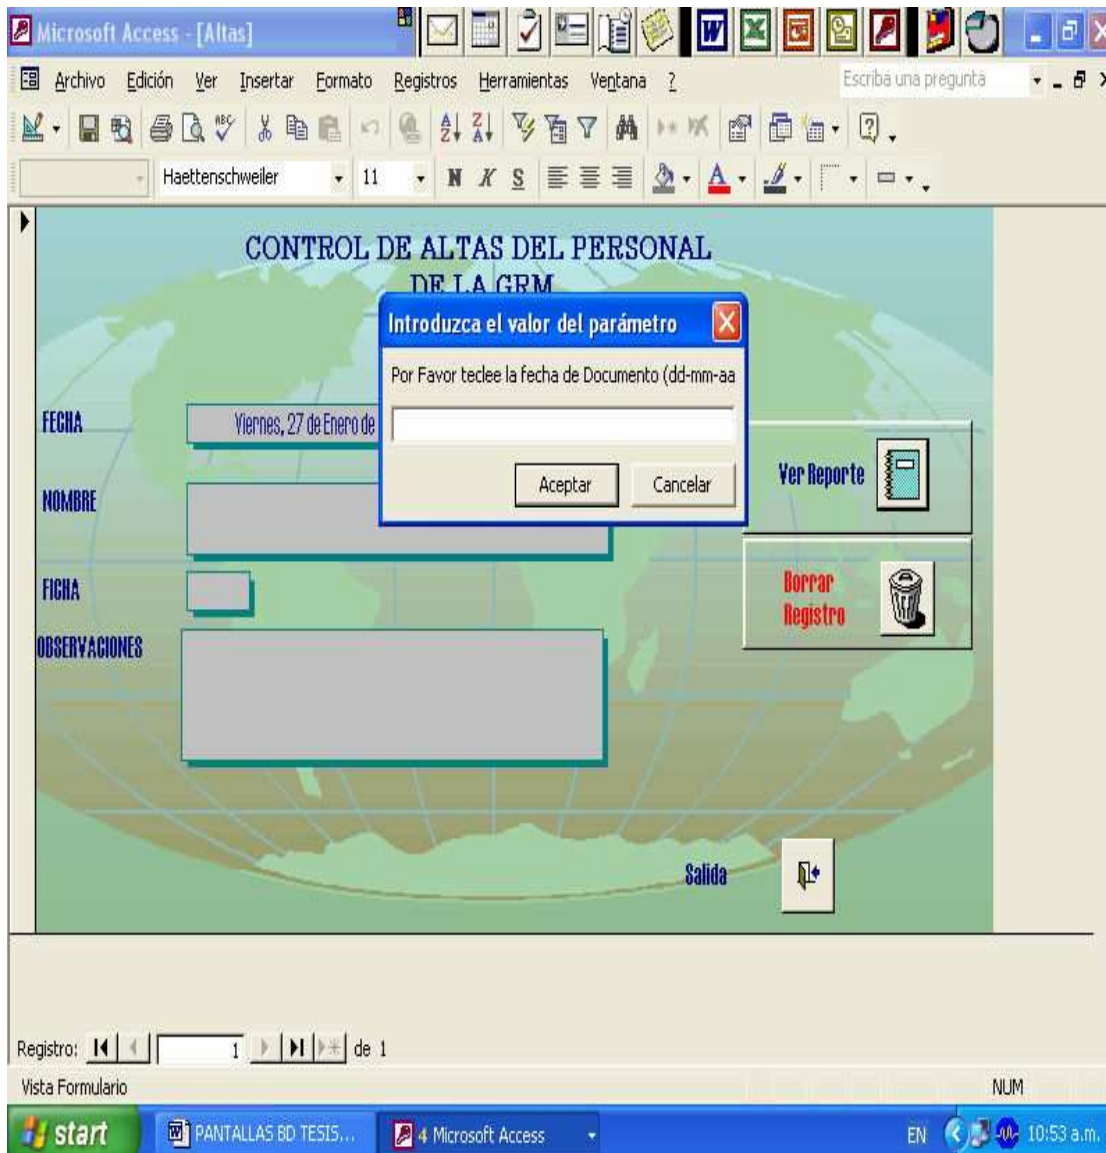 Microsoft Access - [Altas]
Archivo Edición Ver Insertar Formato Registros Herramientas Ventana ? Escriba una pregunta
Haettenschweiler 11 N K S
CONTROL DE ALTAS DEL PERSONAL
DE LA GRM
Introduzca el valor del parámetro
Por Favor teclee la fecha de Documento (dd-mm-aa
Aceptar Cancelar
FECHA Viernes, 27 de Enero de
NOMBRE
FICHA
OBSERVACIONES
Ver Reporte
Borrar
Registro
Salida
Registro: 1 de 1
Vista Formulario NUM
start PANTALLAS BD TESIS... 4 Microsoft Access EN 10:53 a.m.